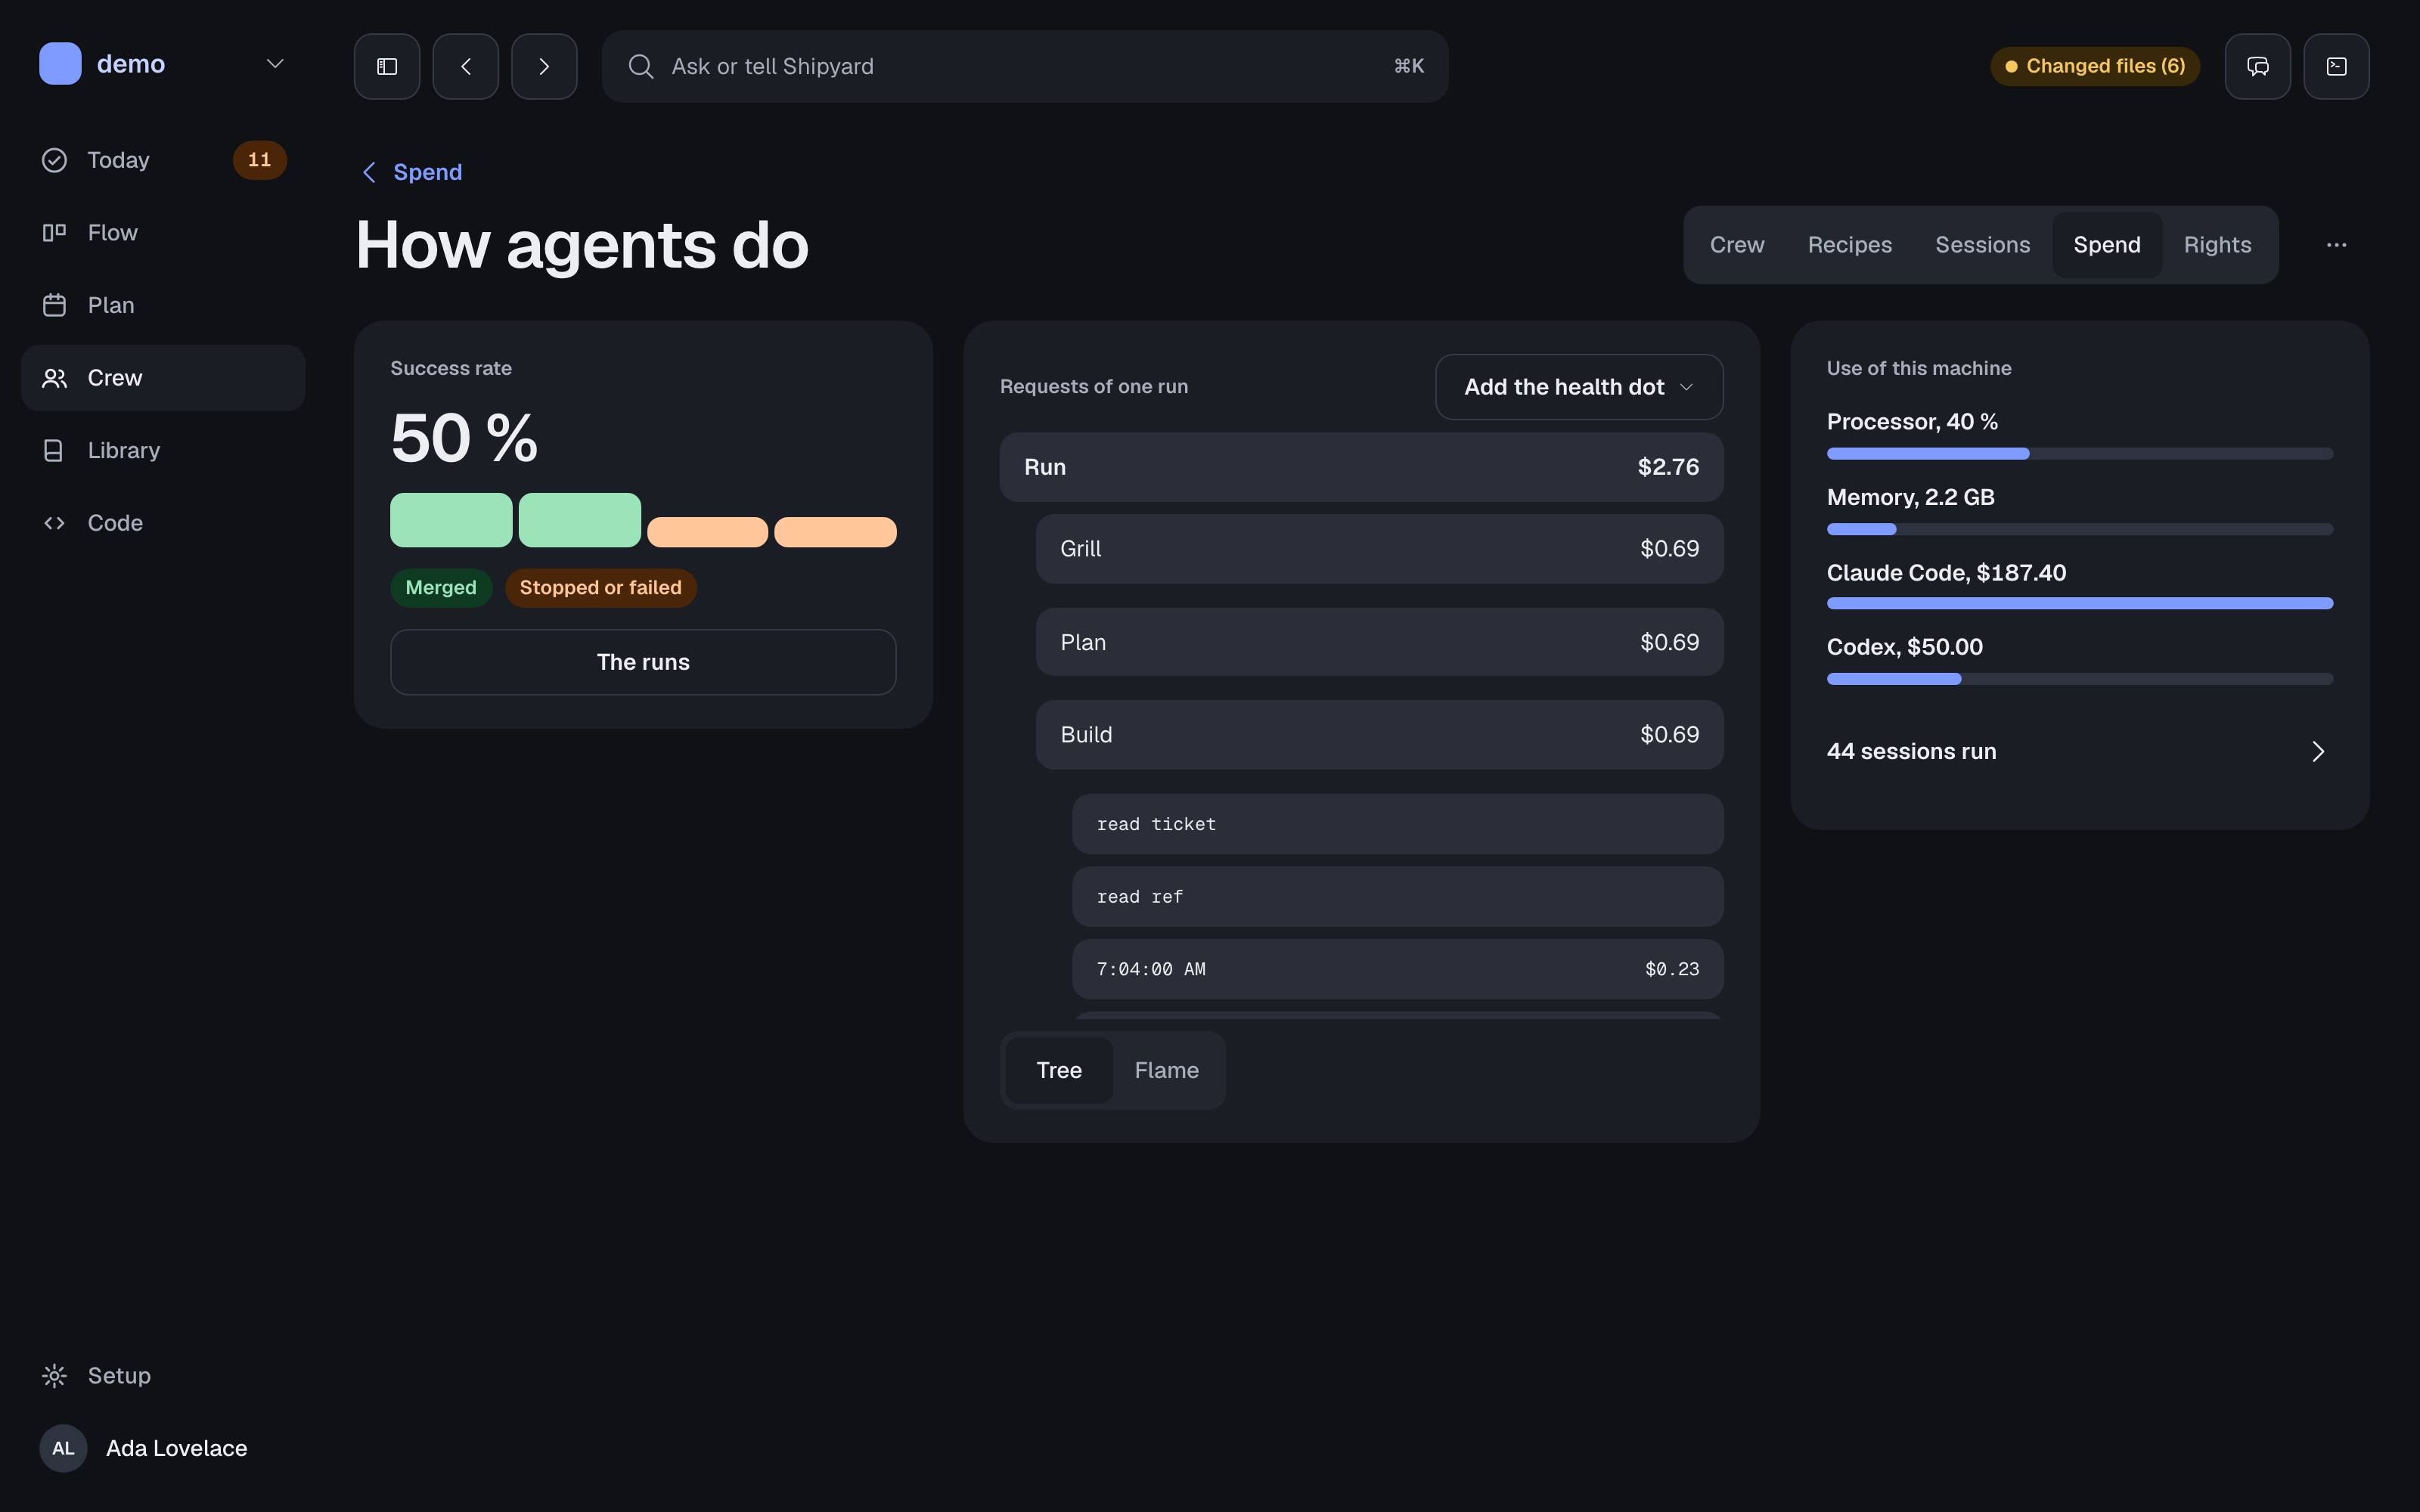 demo
Ask or tell Shipyard
⌘K
Changed files (6)
Today
11
Flow
Plan
Crew
Library
Code
Setup
AL
Ada Lovelace
Spend
How agents do
Crew
Recipes
Sessions
Spend
Rights
Success rate
50 %
Merged
Stopped or failed
The runs
Requests of one run
Add the health dot
Run
$2.76
Grill
$0.69
Plan
$0.69
Build
$0.69
read ticket
read ref
7:04:00 AM
$0.23
Tree
Flame
Use of this machine
Processor, 40 %
Memory, 2.2 GB
Claude Code, $187.40
Codex, $50.00
44 sessions run